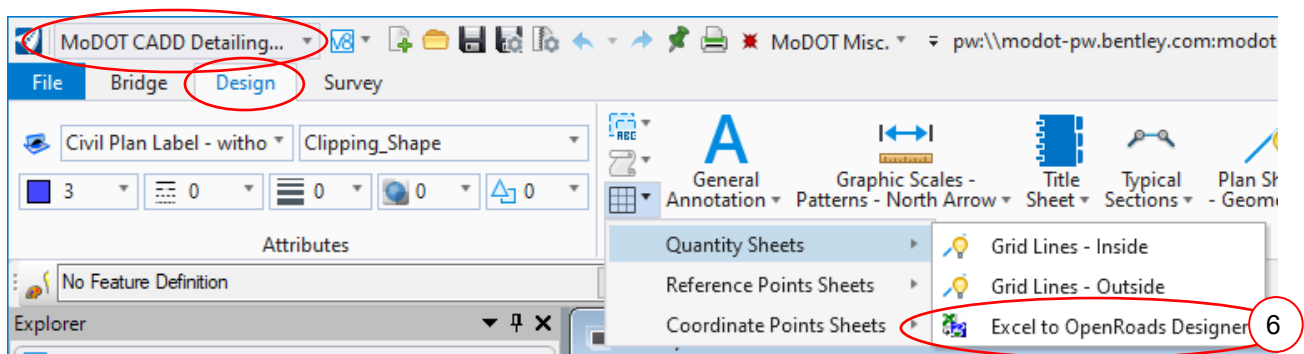 MoDOT CADD Detailing... V8 MoDOT Misc. pw:\\modot-pw.bentley.com:modot
File Bridge Design Survey
Civil Plan Label - witho Clipping_Shape
3 0 0 0 0
Attributes
ABC
General Annotation
Graphic Scales - Patterns - North Arrow
Title Sheet
Typical Sections
Plan Sh - Geom
Quantity Sheets
Reference Points Sheets
Coordinate Points Sheets
Grid Lines - Inside
Grid Lines - Outside
Excel to OpenRoads Designer 6
No Feature Definition
Explorer